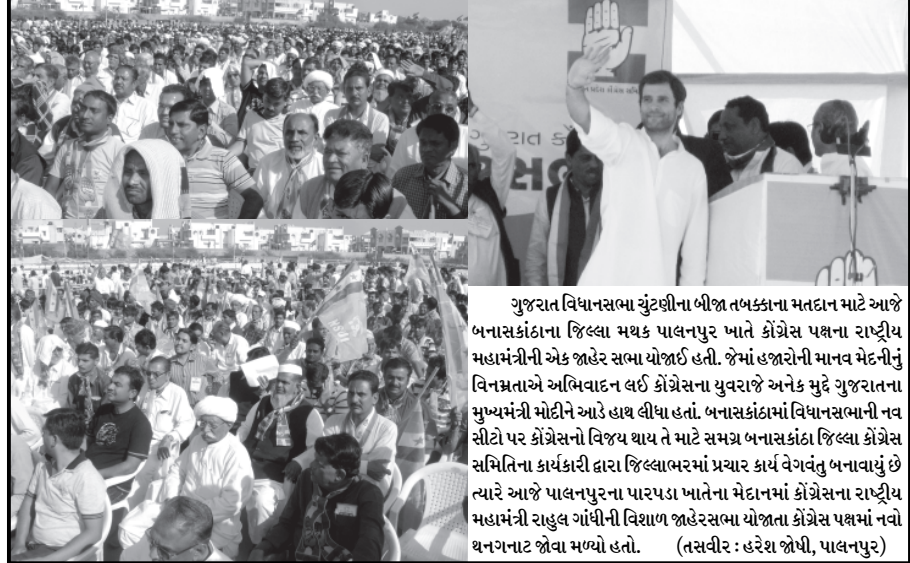 ગુજરાત કોં
ગુજરાત વિધાનસભા ચુંટણીના બીજા તબક્કાના મતદાન માટે આજે
બનાસકાંઠાના જિલ્લા મથક પાલનપુર ખાતે કોંગ્રેસ પક્ષના રાષ્ટ્રીય
મહામંત્રીની એક જાહેર સભા યોજાઈ હતી. જેમાં હજારોની માનવ મેદનીનું
વિનમ્રતાએ અભિવાદન લઈ કોંગ્રેસના યુવરાજે અનેક મુદ્દે ગુજરાતના
મુખ્યમંત્રી મોદીને આડે હાથ લીધા હતાં. બનાસકાંઠામાં વિધાનસભાની નવ
સીટો પર કોંગ્રેસનો વિજય થાય તે માટે સમગ્ર બનાસકાંઠા જિલ્લા કોંગ્રેસ
સમિતિના કાર્યકારી દ્વારા જિલ્લાભરમાં પ્રચાર કાર્ય વેગવંતુ બનાવાયું છે
ત્યારે આજે પાલનપુરના પારપડા ખાતેના મેદાનમાં કોંગ્રેસના રાષ્ટ્રીય
મહામંત્રી રાહુલ ગાંધીની વિશાળ જાહેરસભા યોજાતા કોંગ્રેસ પક્ષમાં નવો
થનગનાટ જોવા મળ્યો હતો. (તસવીર : હરેશ જોષી, પાલનપુર)